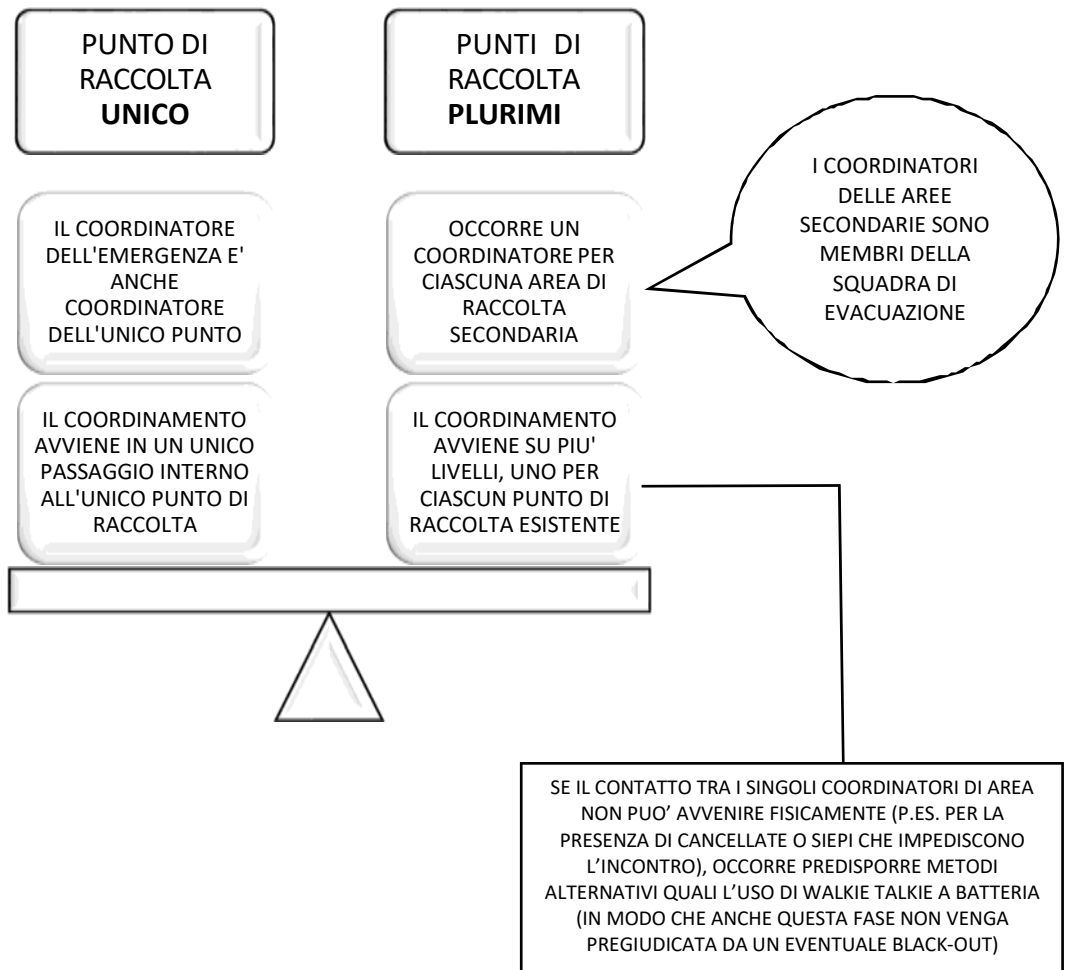 PUNTO DI
RACCOLTA
UNICO
IL COORDINATORE
DELL'EMERGENZA E'
ANCHE
COORDINATORE
DELL'UNICO PUNTO
IL COORDINAMENTO
AVVIENE IN UN UNICO
PASSAGGIO INTERNO
ALL'UNICO PUNTO DI
RACCOLTA
PUNTI DI
RACCOLTA
PLURIMI
OCCORRE UN
COORDINATORE PER
CIASCUNA AREA DI
RACCOLTA
SECONDARIA
IL COORDINAMENTO
AVVIENE SU PIU'
LIVELLI, UNO PER
CIASCUN PUNTO DI
RACCOLTA ESISTENTE
I COORDINATORI
DELLE AREE
SECONDARIE SONO
MEMBRI DELLA
SQUADRA DI
EVACUAZIONE
SE IL CONTATTO TRA I SINGOLI COORDINATORI DI AREA
NON PUO’ AVVENIRE FISICAMENTE (P.ES. PER LA
PRESENZA DI CANCELLATE O SIEPI CHE IMPEDISCONO
L’INCONTRO), OCCORRE PREDISPORRE METODI
ALTERNATIVI QUALI L’USO DI WALKIE TALKIE A BATTERIA
(IN MODO CHE ANCHE QUESTA FASE NON VENGA
PREGIUDICATA DA UN EVENTUALE BLACK-OUT)